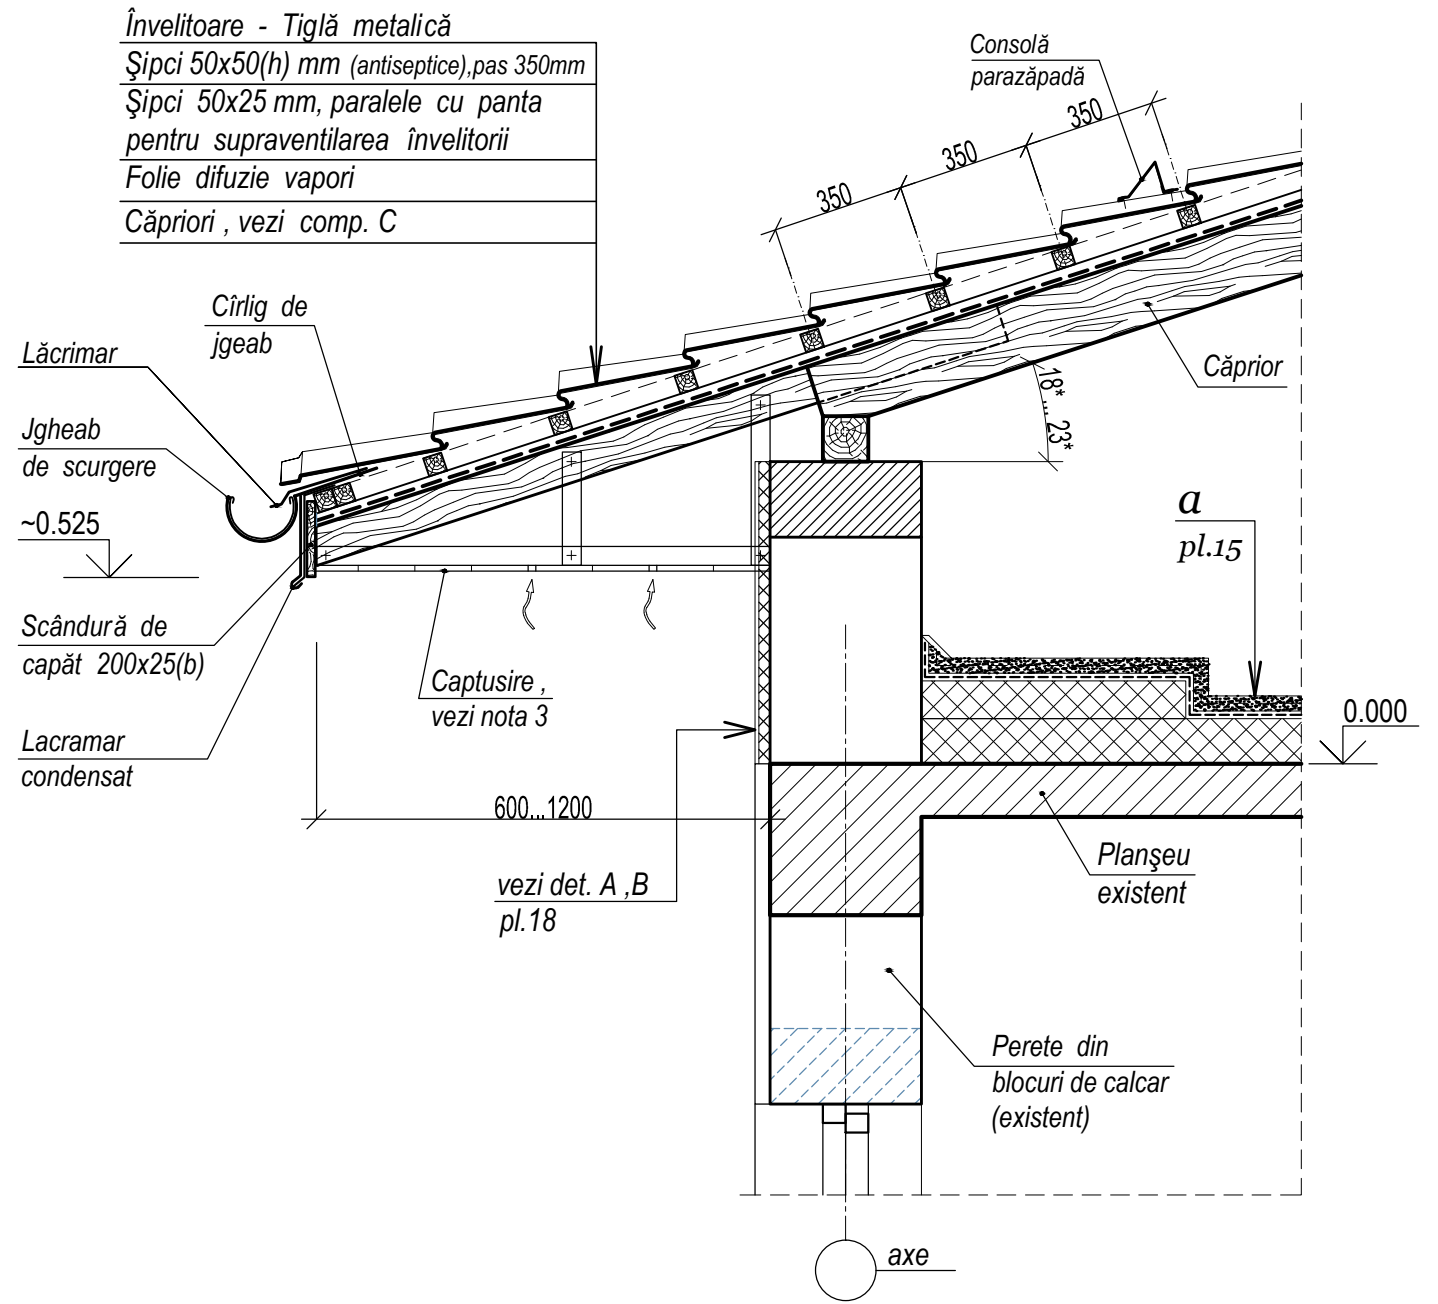 Învelitoare - Tiglă metalică
Şipci 50x50(h) mm (antiseptice),pas 350mm
Şipci 50x25 mm, paralele cu panta
pentru supraventilarea învelitorii
Folie difuzie vapori
Căpriori , vezi comp. C
Consolă
parazăpadă
350
350
350
Cîrlig de
jgeab
Lăcrimar
Jgheab
de scurgere
~0.525
Căprior
18*... 23*
a
pl.15
Scândură de
capăt 200x25(b)
Captusire ,
vezi nota 3
0.000
Lacramar
condensat
600...1200
vezi det. A ,B
pl.18
Planşeu
existent
Perete din
blocuri de calcar
(existent)
axe